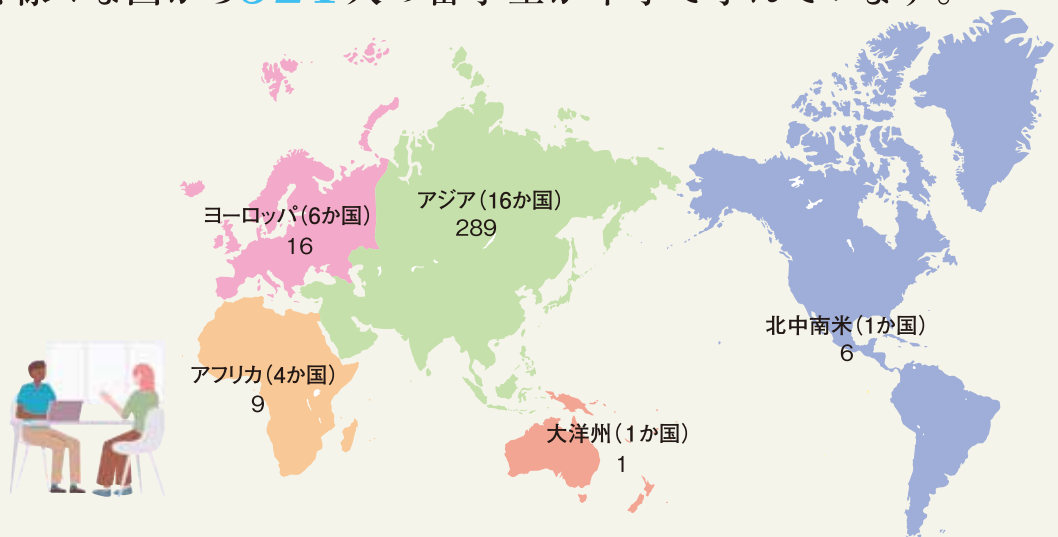 ヨーロッパ（6か国）
16
アジア（16か国）
289
北中南米（1か国）
6
アフリカ（4か国）
9
大洋州（1か国）
1